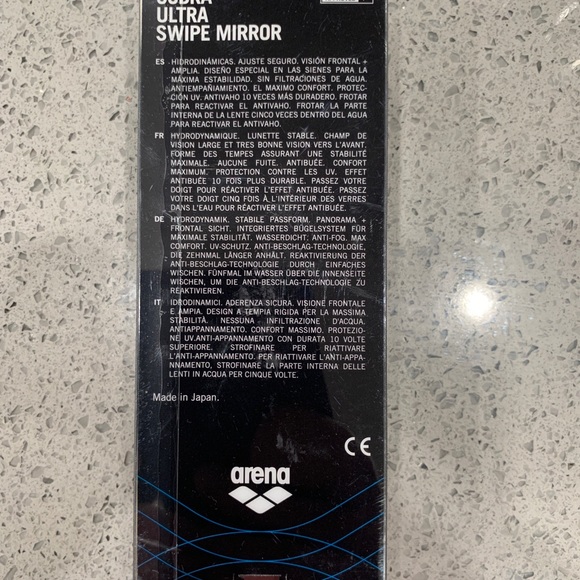 ULTRA
SWIPE MIRROR
ES HIDRODINÁMICAS. AJUSTE SEGURO. VISIÓN FRONTAL +
AMPLIA. DISEÑO ESPECIAL EN LAS SIENES PARA LA
MÁXIMA ESTABILIDAD. SIN FILTRACIONES DE AGUA.
ANTIEMPAÑAMIENTO. EL MAXIMO CONFORT. PROTEC-
CIÓN UV. ANTIVAHO 10 VECES MÁS DURADERO. FROTAR
PARA REACTIVAR EL ANTIVAHO. FROTAR LA PARTE
INTERNA DE LA LENTE CINCO VECES DENTRO DEL AGUA
PARA REACTIVAR EL ANTIVAHO.
FR HYDRODYNAMIQUE. LUNETTE STABLE. CHAMP DE
VISION LARGE ET TRES BONNE VISION VERS L'AVANT.
FORME DES TEMPES ASSURANT UNE STABILITÉ
MAXIMALE. AUCUNE FUITE. ANTIBUÉE. CONFORT
MAXIMUM. PROTECTION CONTRE LES UV. EFFET
ANTIBUÉE 10 FOIS PLUS DURABLE. PASSEZ VOTRE
DOIGT POUR RÉACTIVER L'EFFET ANTIBUÉE. PASSEZ
VOTRE DOIGT CINQ FOIS À L'INTÉRIEUR DES VERRES
DANS L'EAU POUR RÉACTIVER L'EFFET ANTIBUÉE.
DE HYDRODYNAMIK. STABILE PASSFORM. PANORAMA +
FRONTAL SICHT. INTEGRIERTES BÜGELSYSTEM FÜR
MAXIMALE STABILITÄT. WASSERDICHT. ANTI-FOG. MAX
COMFORT. UV-SCHUTZ. ANTI-BESCHLAG-TECHNOLOGIE,
DIE ZEHNMAL LÄNGER ANHÄLT. REAKTIVIERUNG DER
ANTI-BESCHLAG-TECHNOLOGIE DURCH EINFACHES
WISCHEN. FÜNFMAL IM WASSER ÜBER DIE INNENSEITE
WISCHEN, UM DIE ANTI-BESCHLAG-TECHNOLOGIE ZU
REAKTIVIEREN.
IT IDRODINAMICI. ADERENZA SICURA. VISIONE FRONTALE
E AMPIA. DESIGN A TEMPIA RIGIDA PER LA MASSIMA
STABILITÀ. NESSUNA INFILTRAZIONE D'ACQUA.
ANTIAPPANNAMENTO. CONFORT MASSIMO. PROTEZIO-
NE UV.ANTI-APPANNAMENTO CON DURATA 10 VOLTE
SUPERIORE. STROFINARE PER RIATTIVARE
L'ANTI-APPANNAMENTO. PER RIATTIVARE L'ANTI-APPA-
NNAMENTO, STROFINARE LA PARTE INTERNA DELLE
LENTI IN ACQUA PER CINQUE VOLTE.
Made in Japan.
CE
arena